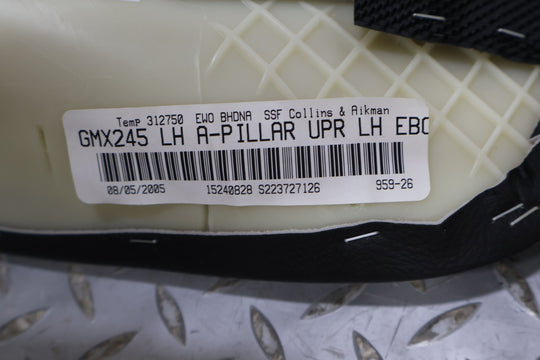 Temp 312750 EWO BHDNA SSF Collins & Aikman
GMX245 LH A-PILLAR UPR LH EBO
08/05/2005 15240828 S223727126 959-26